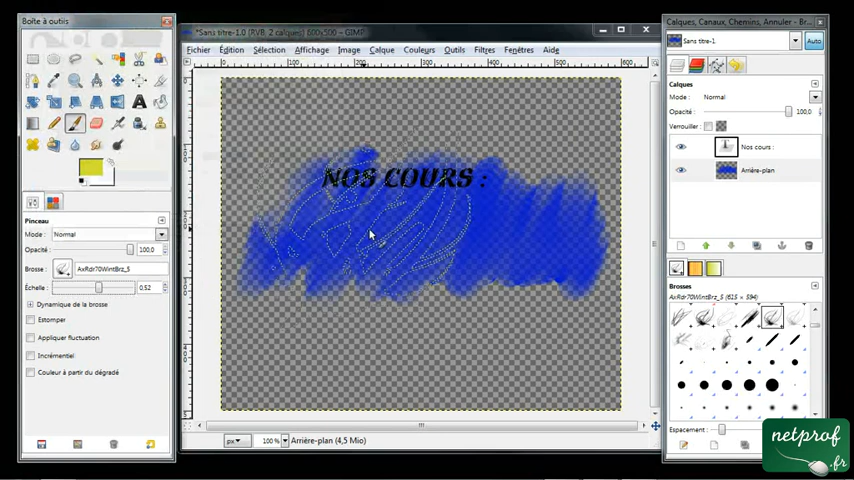 Boîte à outils
*Sans titre-1.0 (RVB, 2 calques) 600x500 – GIMP
Calques, Canaux, Chemins, Annuler - Br...
Fichier Édition Sélection Affichage Image Calque Couleurs Outils Filtres Fenêtres Aide
Sans titre-1
Auto
Calques
Mode : Normal
Opacité : 100,0
Verrouiller :
Nos cours :
Arrière-plan
NOS COURS :
Pinceau
Mode : Normal
Opacité : 100,0
Brosse : AxRdr70WintBrz_5
Échelle : 0,52
Dynamique de la brosse
Estomper
Appliquer fluctuation
Incrémentiel
Couleur à partir du dégradé
Brosses
AxRdr70WintBrz_5 (615 × 594)
Espacement :
px 100 % Arrière-plan (4,5 Mio)
netprof
.fr